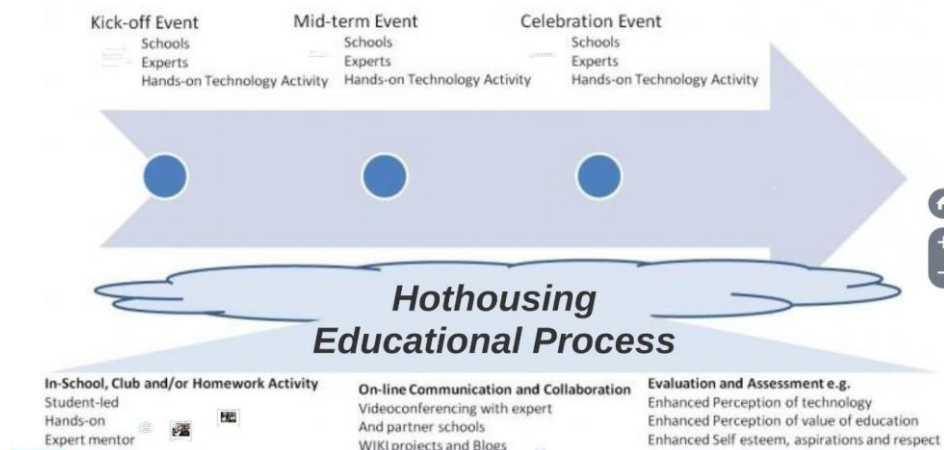 Kick-off Event
Schools
Experts
Hands-on Technology Activity
Mid-term Event
Schools
Experts
Hands-on Technology Activity
Celebration Event
Schools
Experts
Hands-on Technology Activity
Hothousing
Educational Process
In-School, Club and/or Homework Activity
Student-led
Hands-on
Expert mentor
On-line Communication and Collaboration
Videoconferencing with expert
And partner schools
WIKI projects and Blogs
Evaluation and Assessment e.g.
Enhanced Perception of technology
Enhanced Perception of value of education
Enhanced Self esteem, aspirations and respect